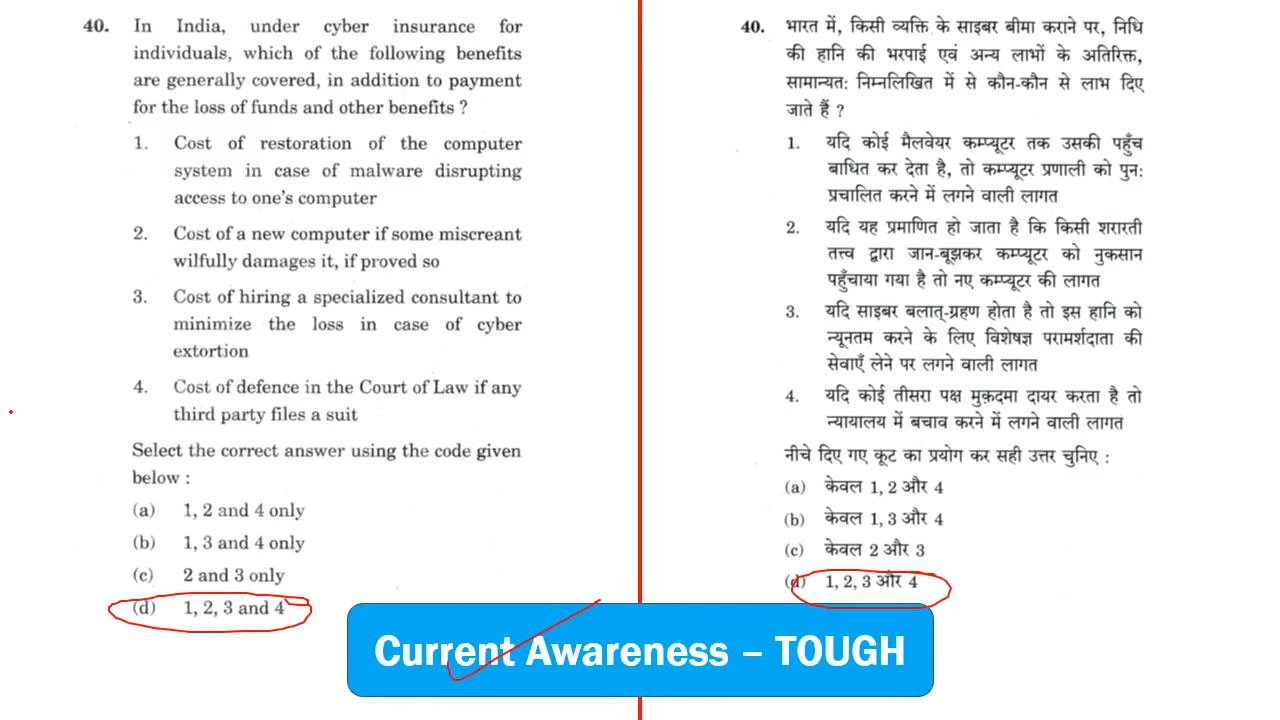 40. In India, under cyber insurance for
individuals, which of the following benefits
are generally covered, in addition to payment
for the loss of funds and other benefits ?
1. Cost of restoration of the computer
system in case of malware disrupting
access to one's computer
2. Cost of a new computer if some miscreant
wilfully damages it, if proved so
3. Cost of hiring a specialized consultant to
minimize the loss in case of cyber
extortion
4. Cost of defence in the Court of Law if any
third party files a suit
Select the correct answer using the code given
below :
(a) 1, 2 and 4 only
(b) 1, 3 and 4 only
(c) 2 and 3 only
(d) 1, 2, 3 and 4
40. भारत में, किसी व्यक्ति के साइबर बीमा कराने पर, निधि
की हानि की भरपाई एवं अन्य लाभों के अतिरिक्त,
सामान्यतः निम्नलिखित में से कौन-कौन से लाभ दिए
जाते हैं ?
1. यदि कोई मैलवेयर कम्प्यूटर तक उसकी पहुँच
बाधित कर देता है, तो कम्प्यूटर प्रणाली को पुनः
प्रचालित करने में लगने वाली लागत
2. यदि यह प्रमाणित हो जाता है कि किसी शरारती
तत्त्व द्वारा जान-बूझकर कम्प्यूटर को नुकसान
पहुँचाया गया है तो नए कम्प्यूटर की लागत
3. यदि साइबर बलात्-ग्रहण होता है तो इस हानि को
न्यूनतम करने के लिए विशेषज्ञ परामर्शदाता की
सेवाएँ लेने पर लगने वाली लागत
4. यदि कोई तीसरा पक्ष मुक़दमा दायर करता है तो
न्यायालय में बचाव करने में लगने वाली लागत
नीचे दिए गए कूट का प्रयोग कर सही उत्तर चुनिए :
(a) केवल 1, 2 और 4
(b) केवल 1, 3 और 4
(c) केवल 2 और 3
(d) 1, 2, 3 और 4
Current Awareness – TOUGH